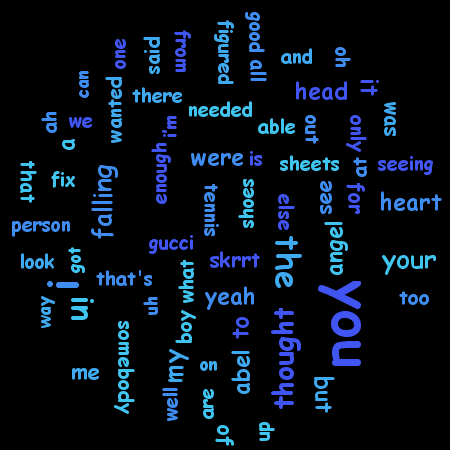 good all
figured
from
said
one
and
oh
can
wanted
there
head
it
needed
was
ah
we
i'm
able
out
only
a
enough
were
is
sheets
at
seeing
that
fix
falling
tennis
shoes
else
sees
for
heart
person
gucci
the
angel
look
got
that's
what
skrrt
your
way
i
in
uh
boy
yeah
to
thought
you
too
somebody
me
my
on
abel
but
well
are
of
up